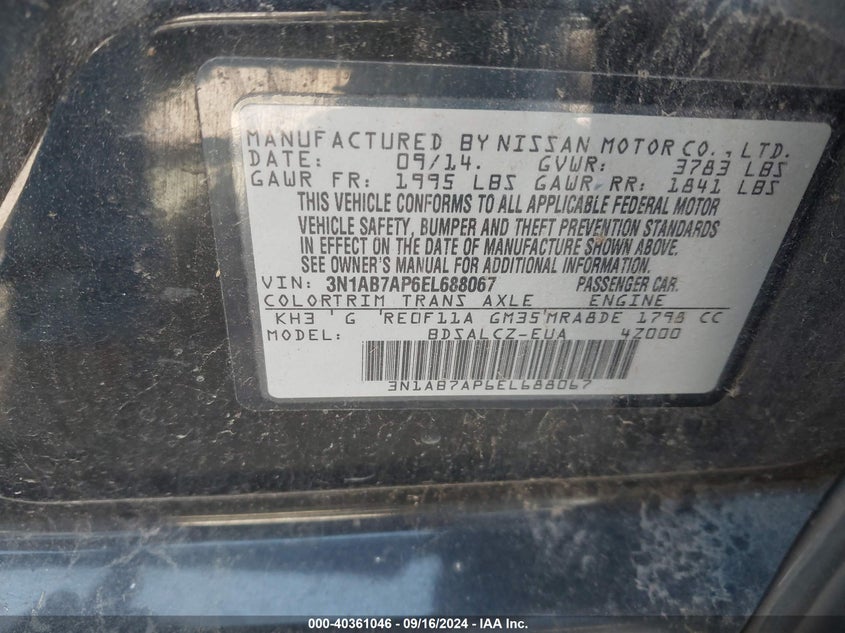 MANUFACTURED BY NISSAN MOTOR CO., LTD.
DATE: 09/14. GVWR: 3783 LBS
GAWR FR: 1995 LBS GAWR RR: 1841 LBS
THIS VEHICLE CONFORMS TO ALL APPLICABLE FEDERAL MOTOR
VEHICLE SAFETY, BUMPER AND THEFT PREVENTION STANDARDS
IN EFFECT ON THE DATE OF MANUFACTURE SHOWN ABOVE.
SEE OWNER'S MANUAL FOR ADDITIONAL INFORMATION.
VIN: 3N1AB7AP6EL688067 PASSENGER CAR.
COLORTRIM TRANS AXLE ENGINE
KH3 G RE0F11A GM35 MRA8DE 1798 CC
MODEL: BDSALCZ-EUA 4Z000
3N1AB7AP6EL688067
000-40361046 - 09/16/2024 - IAA Inc.